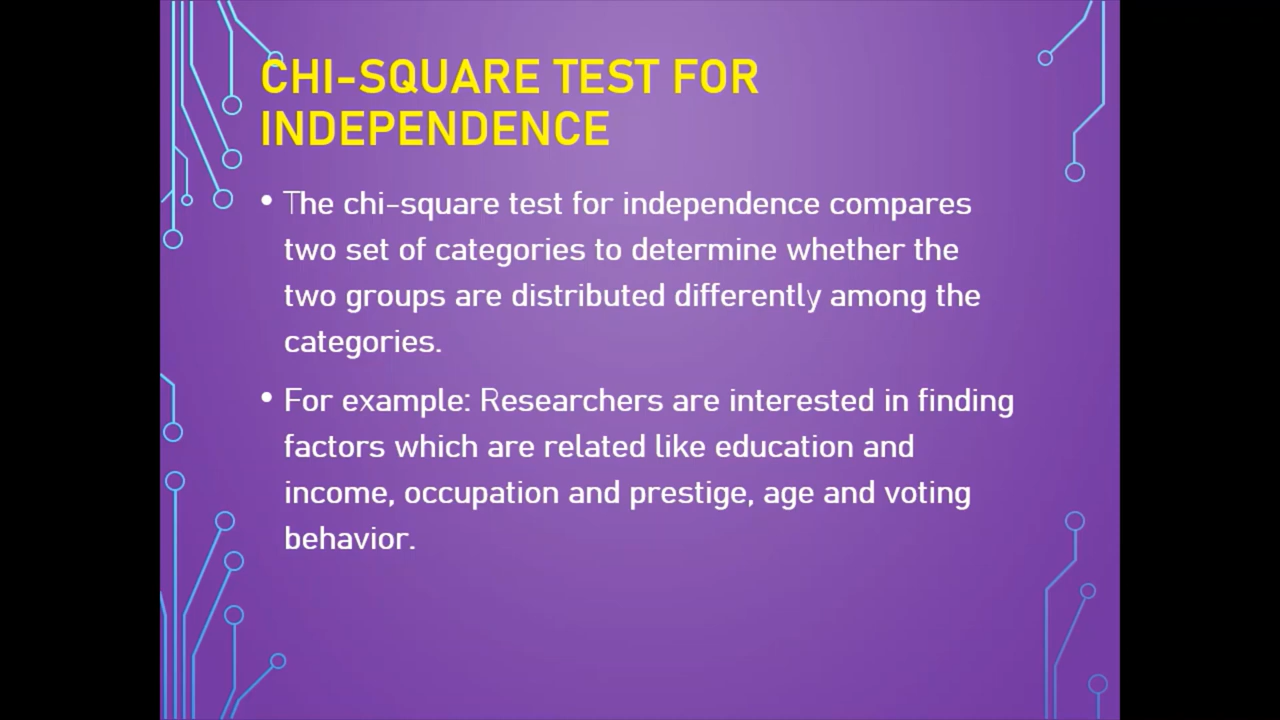 CHI-SQUARE TEST FOR
INDEPENDENCE
• The chi-square test for independence compares
two set of categories to determine whether the
two groups are distributed differently among the
categories.
• For example: Researchers are interested in finding
factors which are related like education and
income, occupation and prestige, age and voting
behavior.